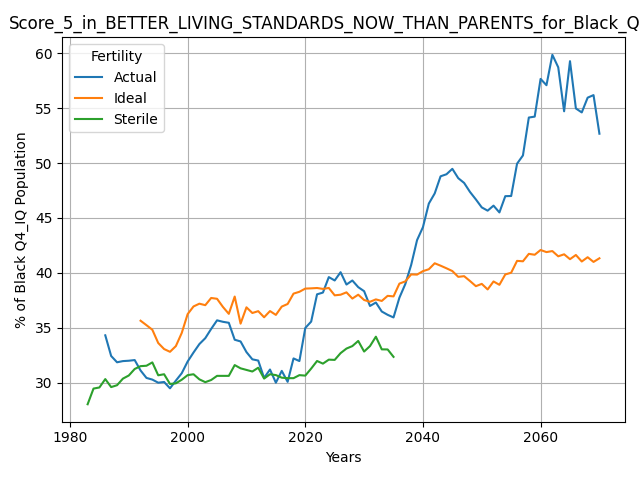 Score_5_in_BETTER_LIVING_STANDARDS_NOW_THAN_PARENTS_for_Black_Q
Fertility
Actual
Ideal
Sterile
% of Black Q4_IQ Population
60
55
50
45
40
35
30
1980
2000
2020
2040
2060
Years